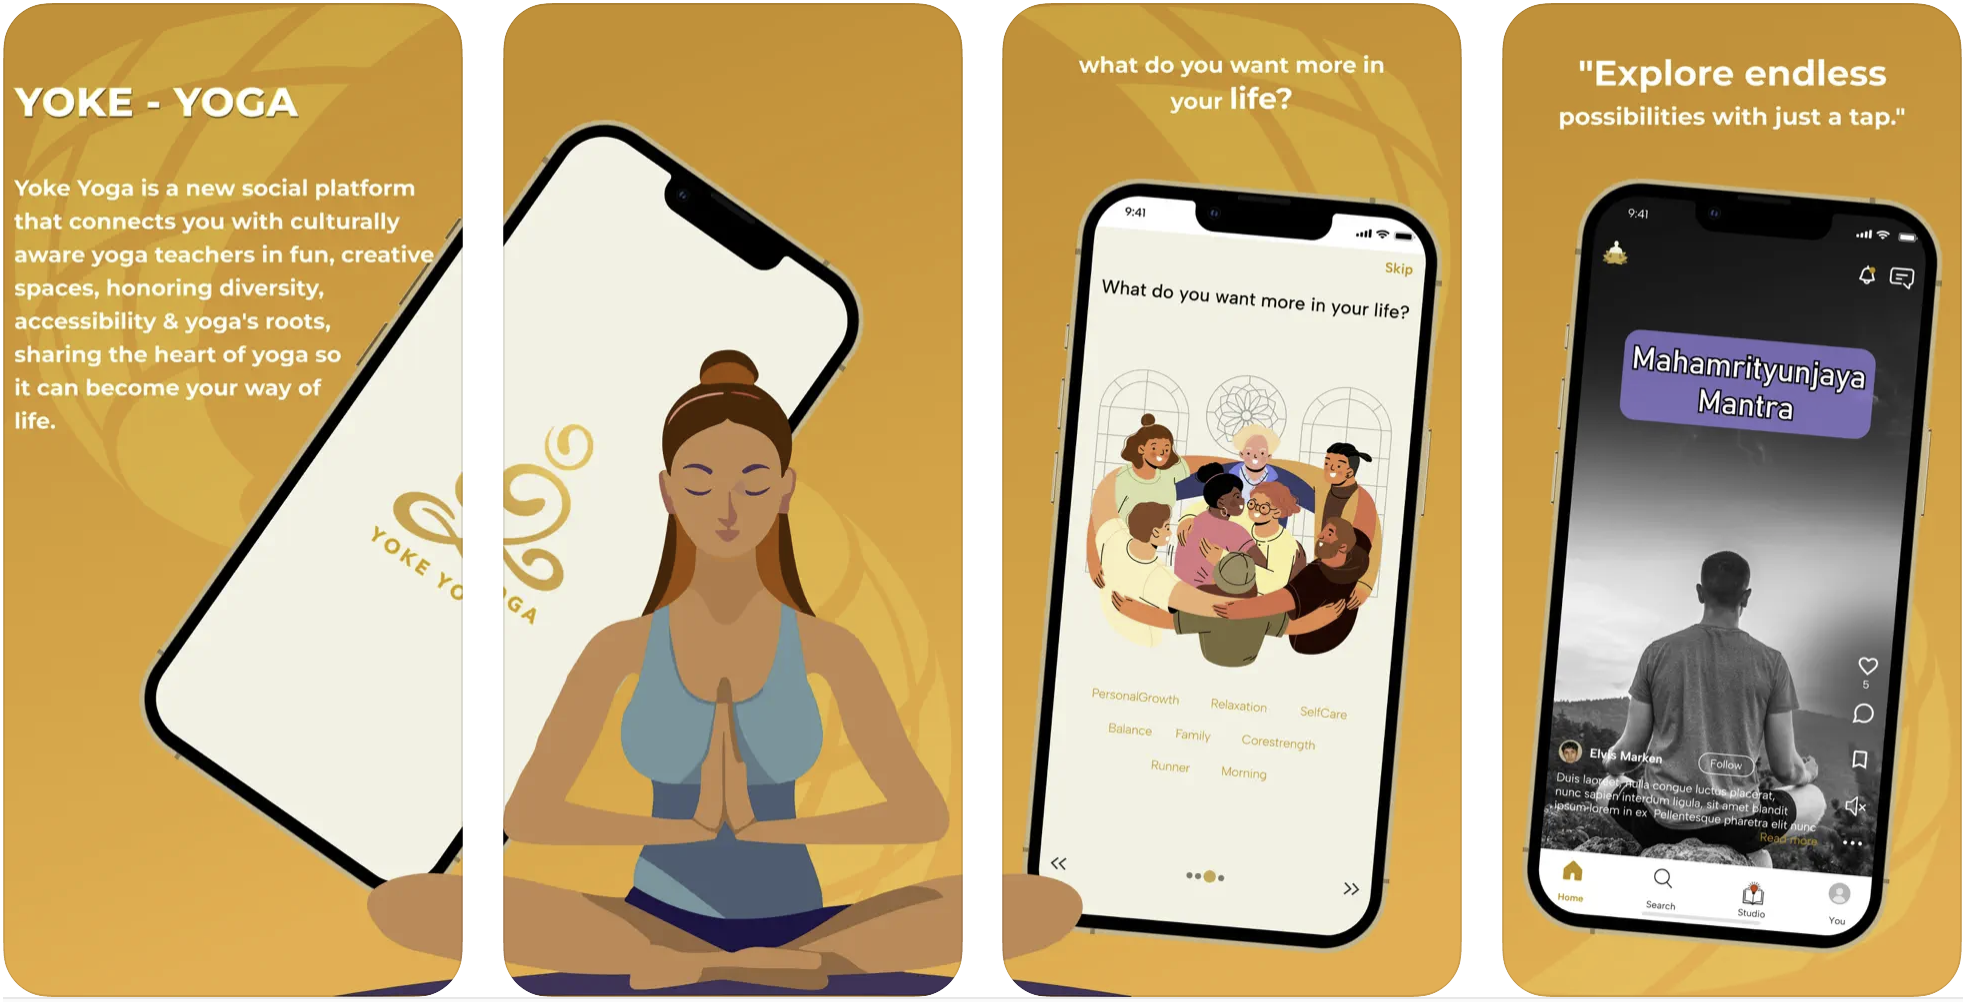 YOKE - YOGA
Yoke Yoga is a new social platform
that connects you with culturally
aware yoga teachers in fun, creative
spaces, honoring diversity,
accessibility & yoga's roots,
sharing the heart of yoga so
it can become your way of
life.
YOKE YOGA
what do you want more in
your life?
9:41
Skip
What do you want more in your life?
PersonalGrowth Relaxation SelfCare
Balance Family Corestrength
Runner Morning
"Explore endless
possibilities with just a tap."
9:41
Mahamrityunjaya
Mantra
5
Elvis Marken Follow
Duis laoreet, nulla congue luctus placerat,
nunc sapien interdum ligula, sit amet blandit
ipsum lorem in ex Pellentesque pharetra elit nunc
Read more
Home Search Studio You